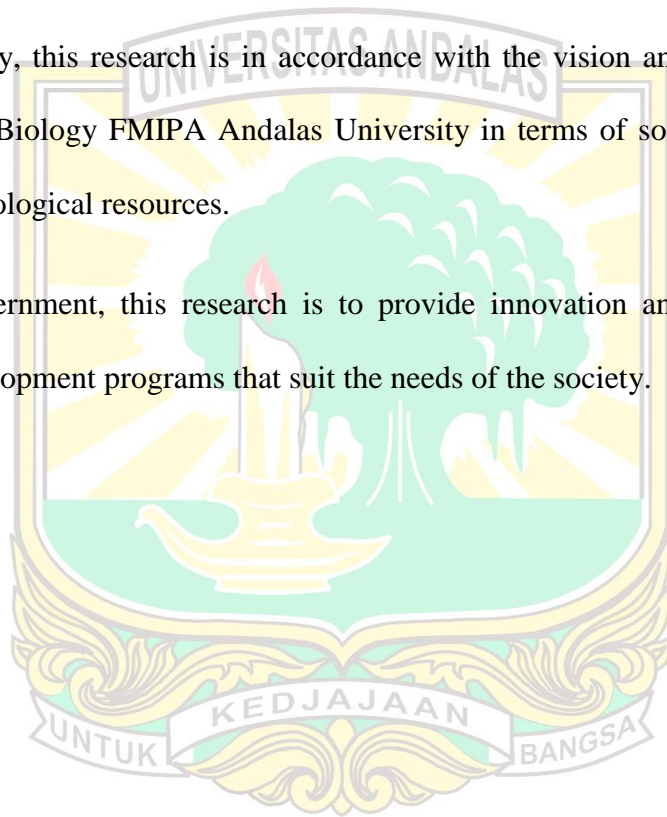 UNIVERSITAS ANDALAS
y, this research is in accordance with the vision an
Biology FMIPA Andalas University in terms of so
ological resources.
ernment, this research is to provide innovation an
lopment programs that suit the needs of the society.
UNTUK KEDJAJAAN BANGSA